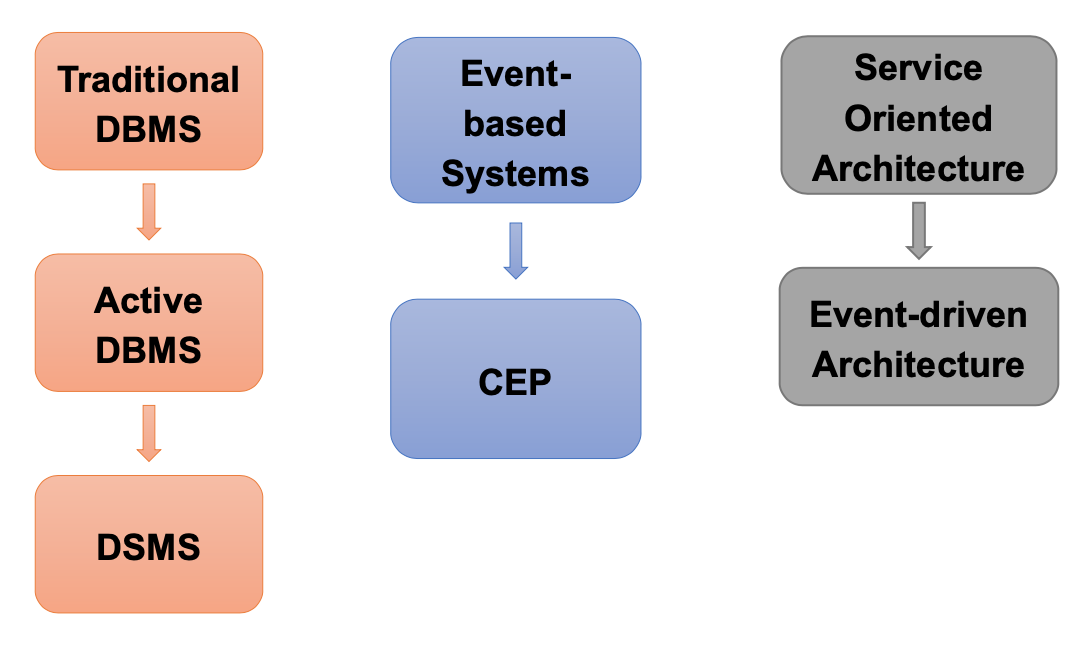 Traditional
DBMS
Active
DBMS
DSMS
Event-
based
Systems
CEP
Service
Oriented
Architecture
Event-driven
Architecture